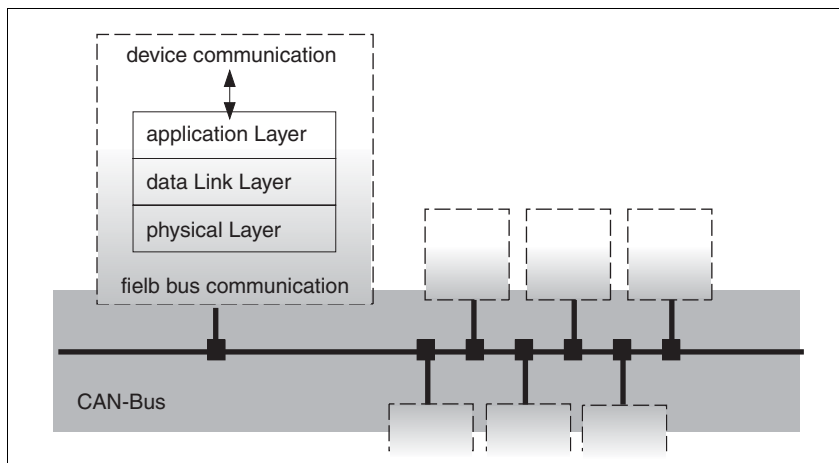 device communication
application Layer
data Link Layer
physical Layer
fielb bus communication
CAN-Bus